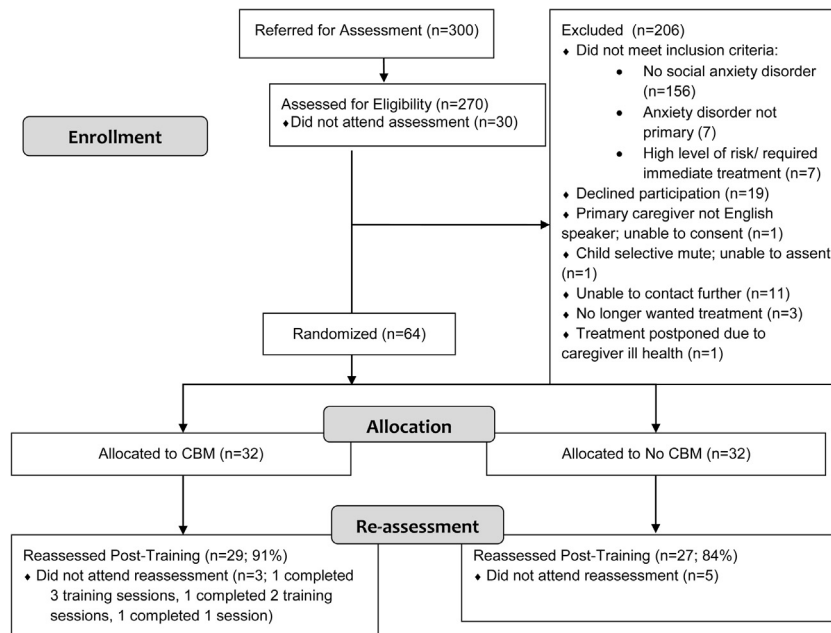 Referred for Assessment (n=300)
Assessed for Eligibility (n=270)
♦Did not attend assessment (n=30)
Enrollment
Excluded (n=206)
♦ Did not meet inclusion criteria:
• No social anxiety disorder
(n=156)
• Anxiety disorder not
primary (7)
• High level of risk/ required
immediate treatment (n=7)
♦ Declined participation (n=19)
♦ Primary caregiver not English
speaker; unable to consent (n=1)
♦ Child selective mute; unable to assent
(n=1)
♦ Unable to contact further (n=11)
♦ No longer wanted treatment (n=3)
♦ Treatment postponed due to
caregiver ill health (n=1)
Randomized (n=64)
Allocation
Allocated to CBM (n=32)
Allocated to No CBM (n=32)
Re-assessment
Reassessed Post-Training (n=29; 91%)
♦ Did not attend reassessment (n=3; 1 completed
3 training sessions, 1 completed 2 training
sessions, 1 completed 1 session)
Reassessed Post-Training (n=27; 84%)
♦ Did not attend reassessment (n=5)